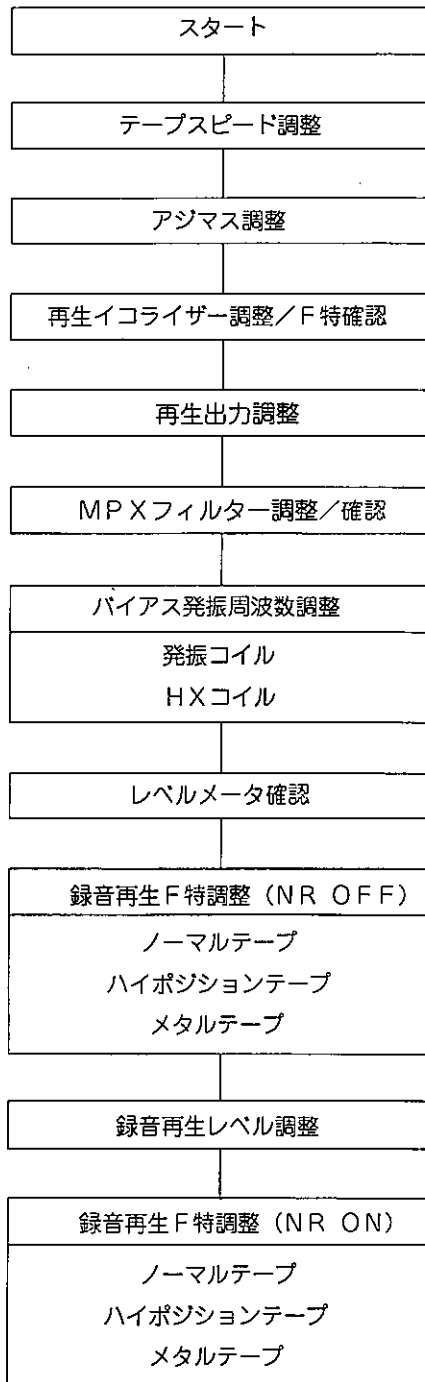 スタート
テープスピード調整
アジマス調整
再生イコライザー調整／F特確認
再生出力調整
MPXフィルター調整／確認
バイアス発振周波数調整
発振コイル
HXコイル
レベルメータ確認
録音再生F特調整（NR OFF）
ノーマルテープ
ハイポジションテープ
メタルテープ
録音再生レベル調整
録音再生F特調整（NR ON）
ノーマルテープ
ハイポジションテープ
メタルテープ